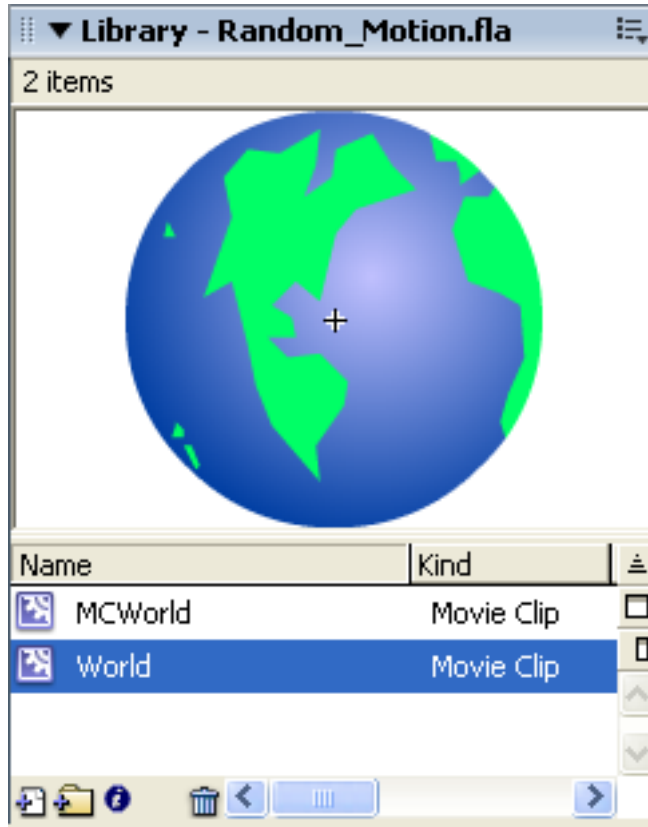 Library - Random_Motion.fla
2 items
Name Kind
MCWorld Movie Clip
World Movie Clip